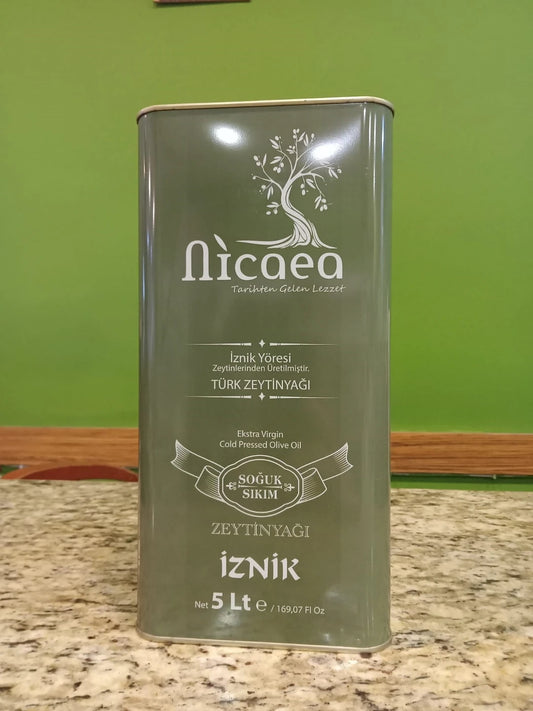 Nicaea
Tarihten Gelen Lezzet
İznik Yöresi
Zeytinlerinden Üretilmiştir.
TÜRK ZEYTİNYAĞI
Ekstra Virgin
Cold Pressed Olive Oil
SOĞUK
SIKIM
ZEYTİNYAĞI
İZNİK
Net 5 Lt ℮ / 169,07 Fl Oz